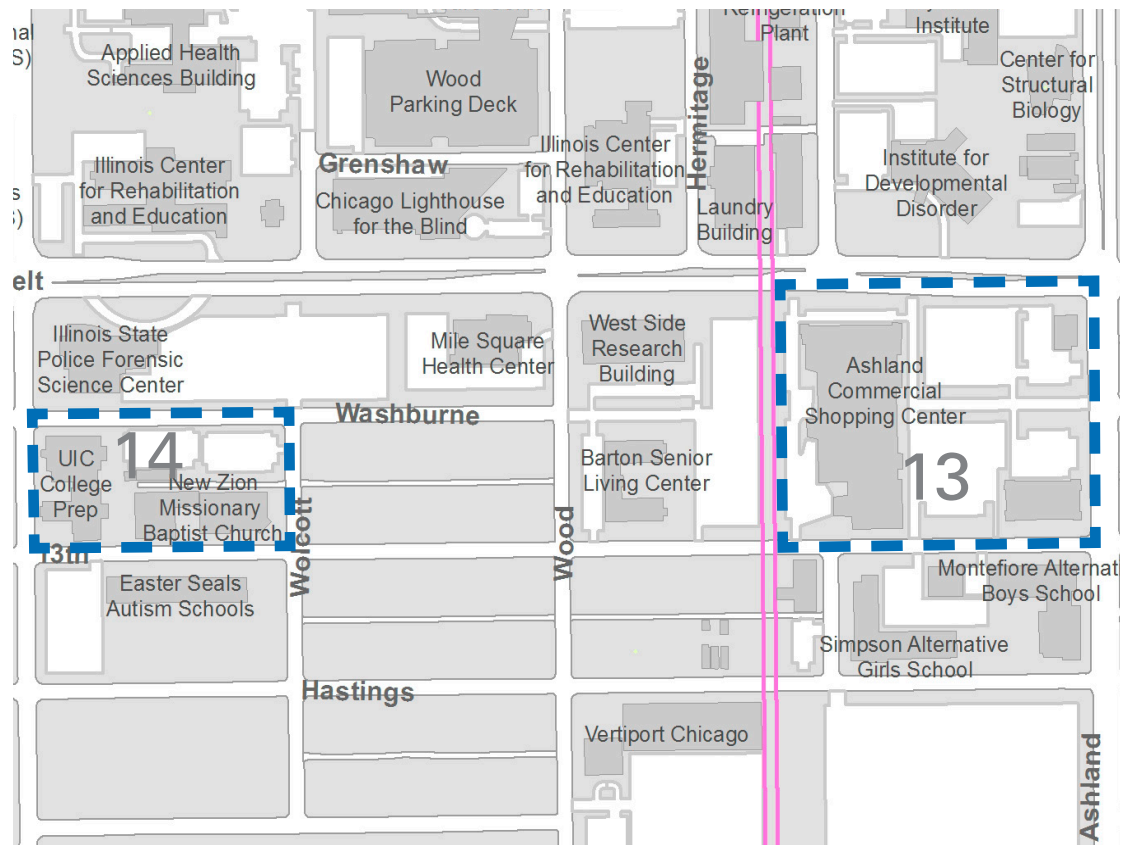 Institute
Plant
Applied Health
Sciences Building
Wood
Parking Deck
Center for
Structural
Biology
Hermitage
Grenshaw
Illinois Center
for Rehabilitation
and Education
Illinois Center
for Rehabilitation
and Education
Institute for
Developmental
Disorder
Chicago Lighthouse
for the Blind
Laundry
Building
elt
Illinois State
Police Forensic
Science Center
Mile Square
Health Center
West Side
Research
Building
Ashland
Commercial
Shopping Center
Washburne
14
UIC
College
Prep
New Zion
Missionary
Baptist Church
Barton Senior
Living Center
13
Wolcott
Wood
13th
Easter Seals
Autism Schools
Montefiore Alternat
Boys School
Simpson Alternative
Girls School
Hastings
Vertiport Chicago
Ashland